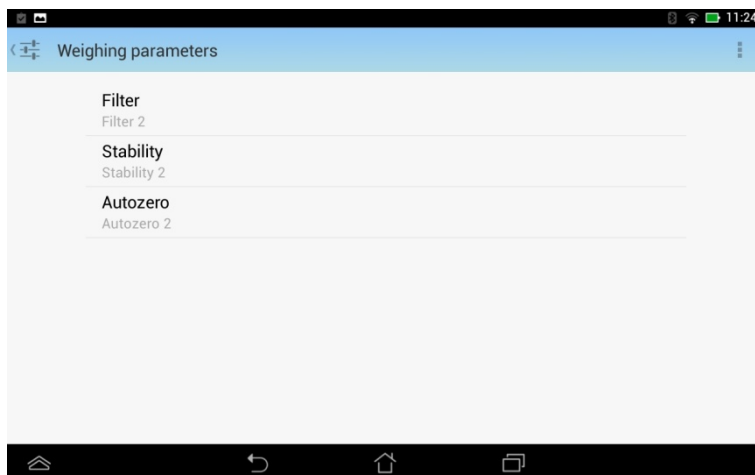 11:24
Weighing parameters
Filter
Filter 2
Stability
Stability 2
Autozero
Autozero 2